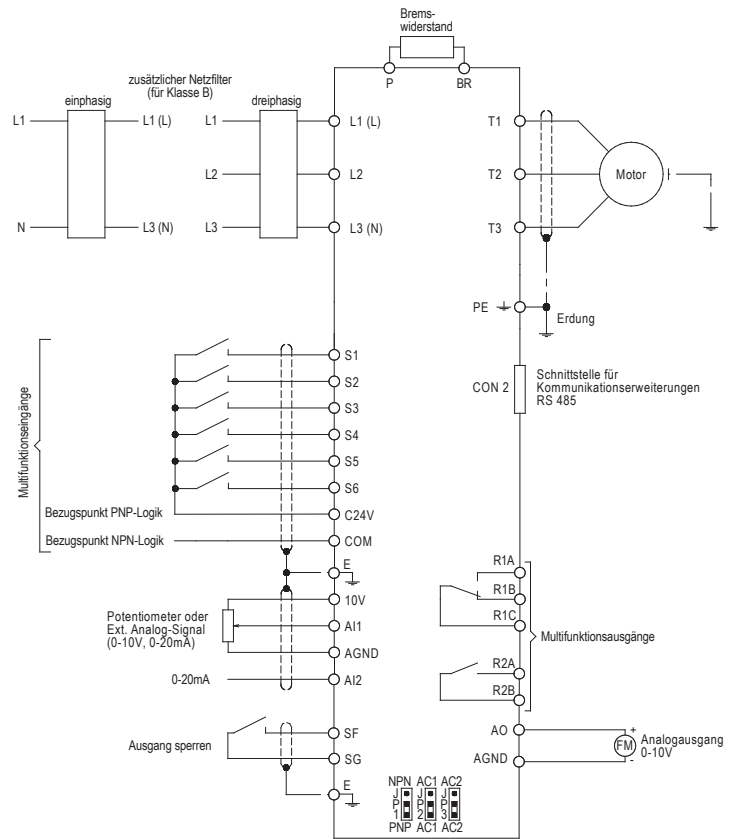 Brems-
widerstand
P
BR
zusätzlicher Netzfilter
(für Klasse B)
einphasig
dreiphasig
L1
L1 (L)
L1
L1 (L)
T1
L2
L2
T2
Motor
N
L3 (N)
L3
L3 (N)
T3
PE
Erdung
Multifunktionseingänge
S1
S2
S3
S4
S5
S6
Bezugspunkt PNP-Logik
C24V
Bezugspunkt NPN-Logik
COM
E
CON 2
Schnittstelle für
Kommunikationserweiterungen
RS 485
10V
Potentiometer oder
Ext. Analog-Signal
(0-10V, 0-20mA)
AI1
AGND
0-20mA
AI2
R1A
R1B
R1C
Multifunktionsausgänge
R2A
R2B
Ausgang sperren
SF
SG
E
AO
+
FM
Analogausgang
0-10V
AGND
-
NPN AC1 AC2
J J J
P P P
1 2 3
PNP AC1 AC2